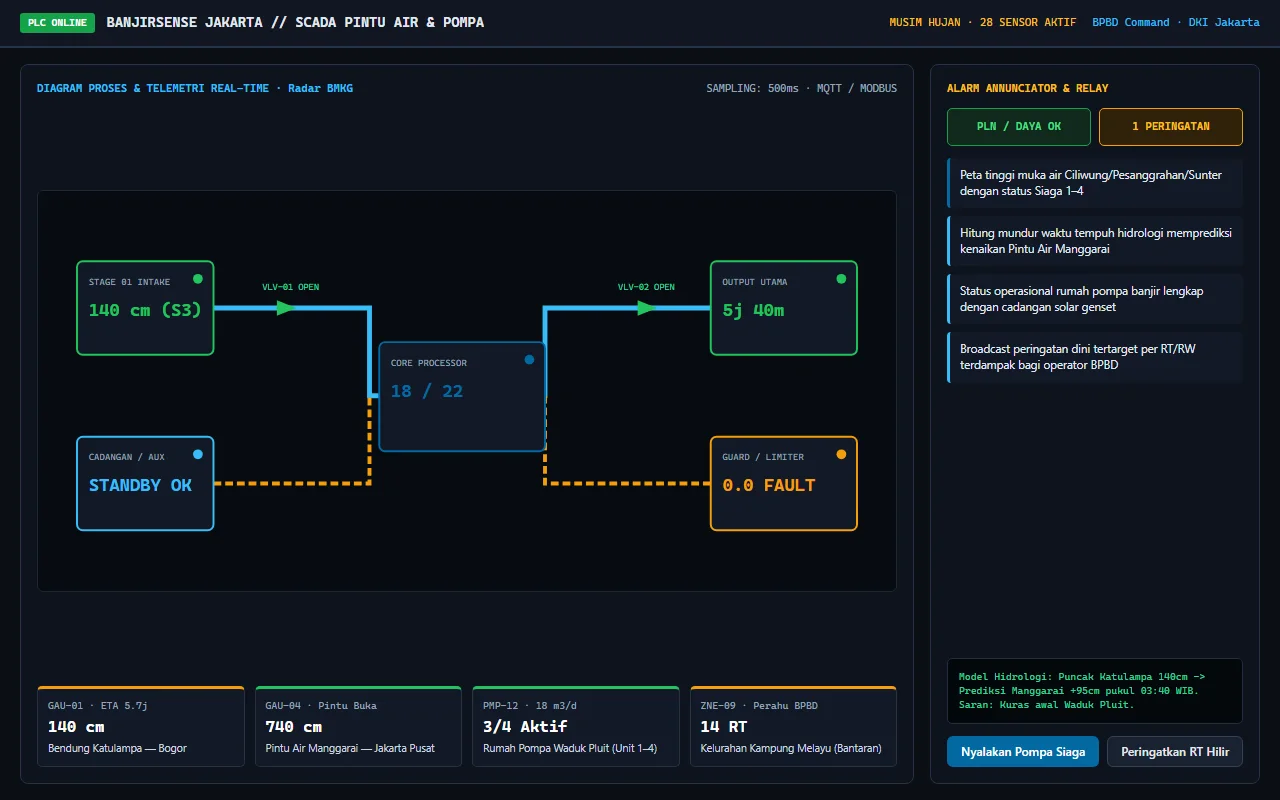 PLC ONLINE
BANJIRSENSE JAKARTA // SCADA PINTU AIR & POMPA
MUSIM HUJAN · 28 SENSOR AKTIF
BPBD Command · DKI Jakarta
DIAGRAM PROSES & TELEMETRI REAL-TIME · Radar BMKG
SAMPLING: 500ms · MQTT / MODBUS
STAGE 01 INTAKE
140 cm (S3)
VLV-01 OPEN
VLV-02 OPEN
OUTPUT UTAMA
5j 40m
CORE PROCESSOR
18 / 22
CADANGAN / AUX
STANDBY OK
GUARD / LIMITER
0.0 FAULT
GAU-01 · ETA 5.7j
140 cm
Bendung Katulampa — Bogor
GAU-04 · Pintu Buka
740 cm
Pintu Air Manggarai — Jakarta Pusat
PMP-12 · 18 m3/d
3/4 Aktif
Rumah Pompa Waduk Pluit (Unit 1–4)
ZNE-09 · Perahu BPBD
14 RT
Kelurahan Kampung Melayu (Bantaran)
ALARM ANNUNCIATOR & RELAY
PLN / DAYA OK
1 PERINGATAN
Peta tinggi muka air Ciliwung/Pesanggrahan/Sunter
dengan status Siaga 1–4
Hitung mundur waktu tempuh hidrologi memprediksi
kenaikan Pintu Air Manggarai
Status operasional rumah pompa banjir lengkap
dengan cadangan solar genset
Broadcast peringatan dini tertarget per RT/RW
terdampak bagi operator BPBD
Model Hidrologi: Puncak Katulampa 140cm —>
Prediksi Manggarai +95cm pukul 03:40 WIB.
Saran: Kuras awal Waduk Pluit.
Nyalakan Pompa Siaga
Peringatkan RT Hilir